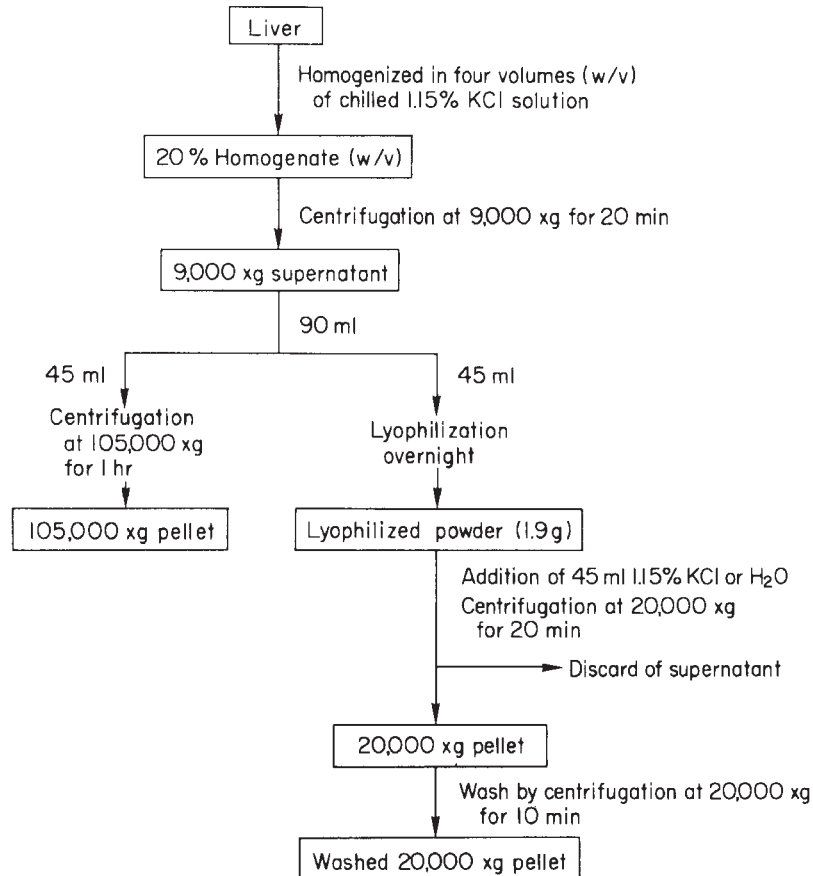 Liver
Homogenized in four volumes (w/v)
of chilled 1.15% KCl solution
20% Homogenate (w/v)
Centrifugation at 9,000 xg for 20 min
9,000 xg supernatant
90 ml
45 ml
45 ml
Centrifugation
at 105,000 xg
for 1 hr
Lyophilization
overnight
105,000 xg pellet
Lyophilized powder (1.9g)
Addition of 45 ml 1.15% KCl or H₂O
Centrifugation at 20,000 xg
for 20 min
Discard of supernatant
20,000 xg pellet
Wash by centrifugation at 20,000 xg
for 10 min
Washed 20,000 xg pellet